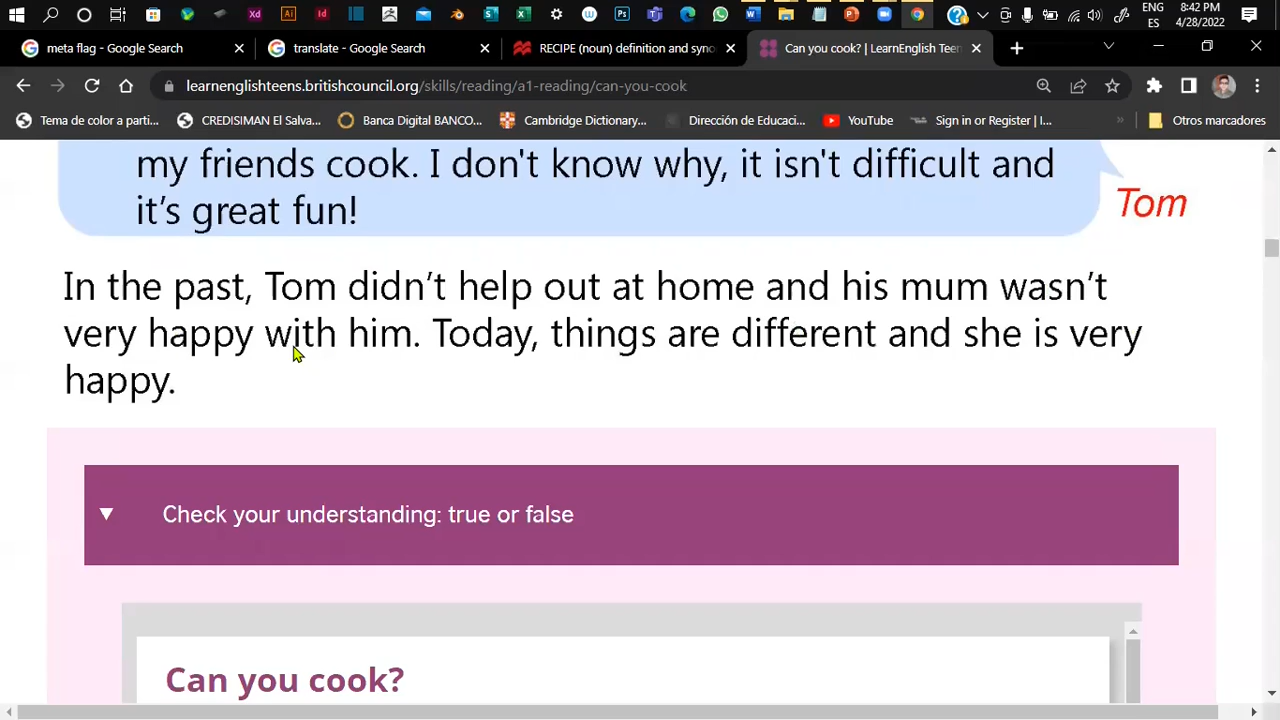 8:42 PM
ENG
ES
4/28/2022
meta flag - Google Search
translate - Google Search
RECIPE (noun) definition and syno
Can you cook? | LearnEnglish Teen
learnenglishteens.britishcouncil.org/skills/reading/a1-reading/can-you-cook
Tema de color a parti...
CREDISIMAN El Salva...
Banca Digital BANCO...
Cambridge Dictionary...
Dirección de Educaci...
YouTube
Sign in or Register | I...
Otros marcadores
my friends cook. I don't know why, it isn't difficult and
it's great fun!
Tom
In the past, Tom didn't help out at home and his mum wasn't
very happy with him. Today, things are different and she is very
happy.
Check your understanding: true or false
Can you cook?